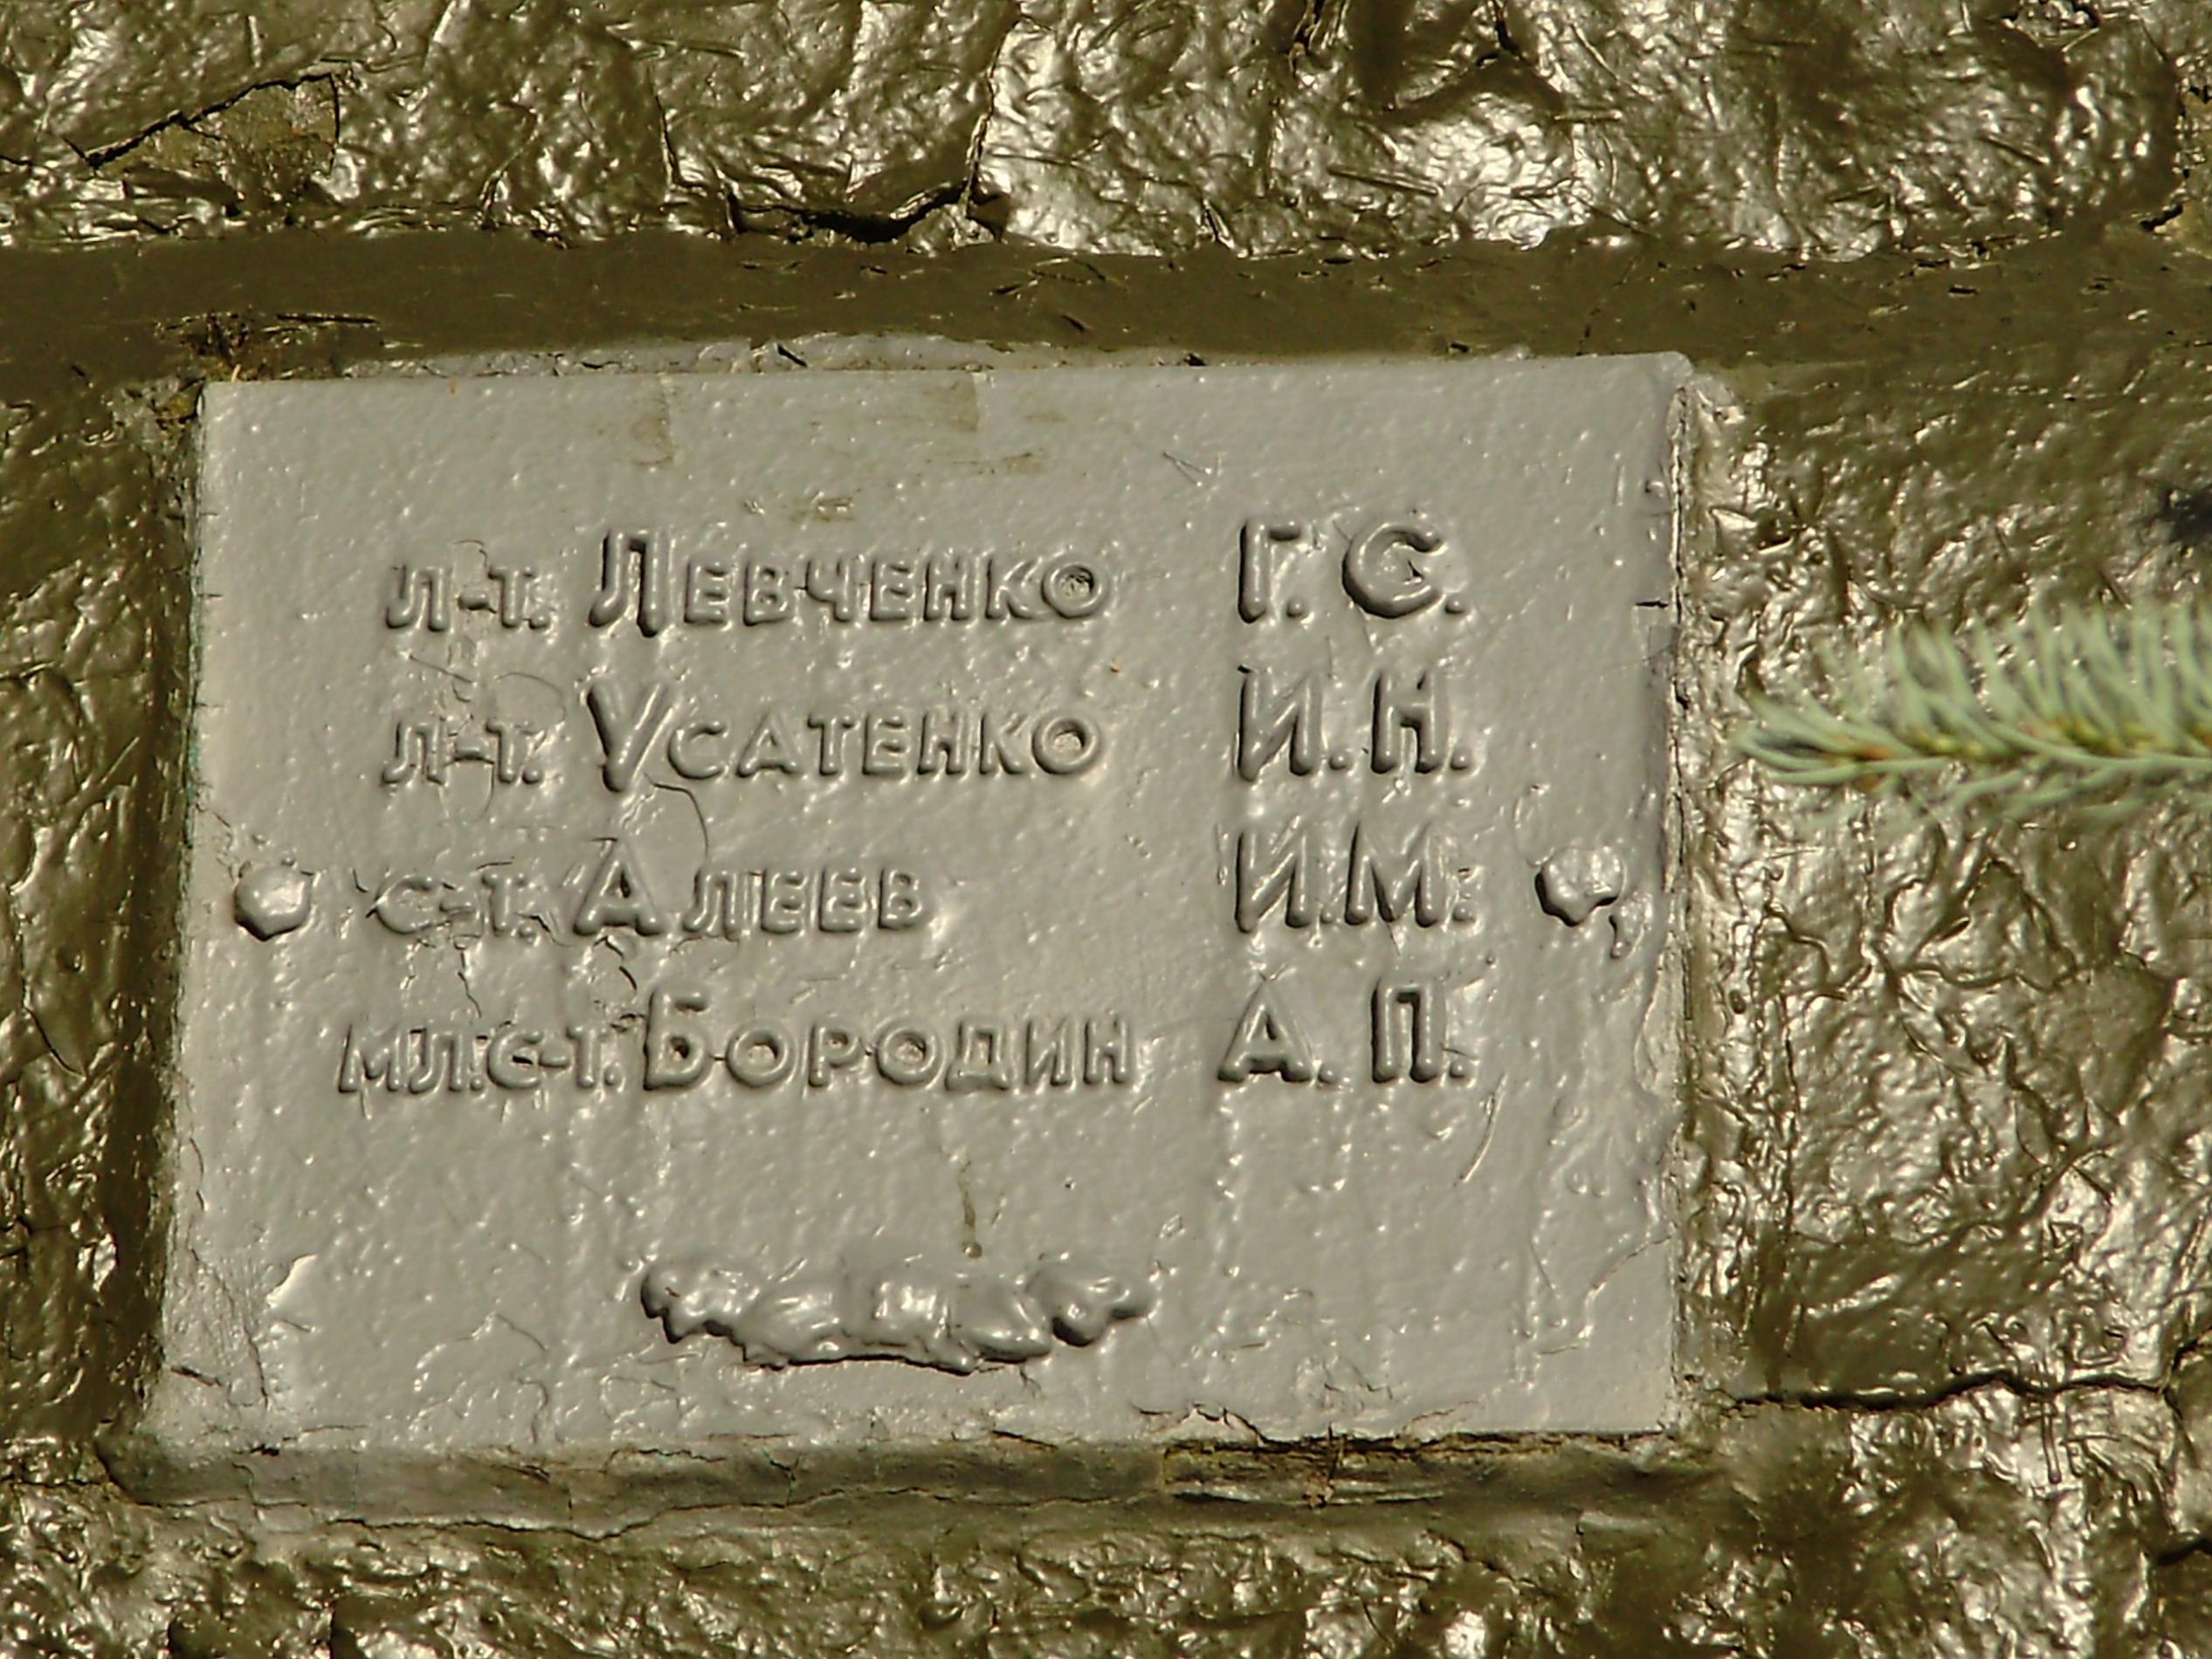 л-т. Левченко Г. С.
л-т. Усатенко И. Н.
с-т. Алеев И. М.
мл. с-т. Бородин А. П.